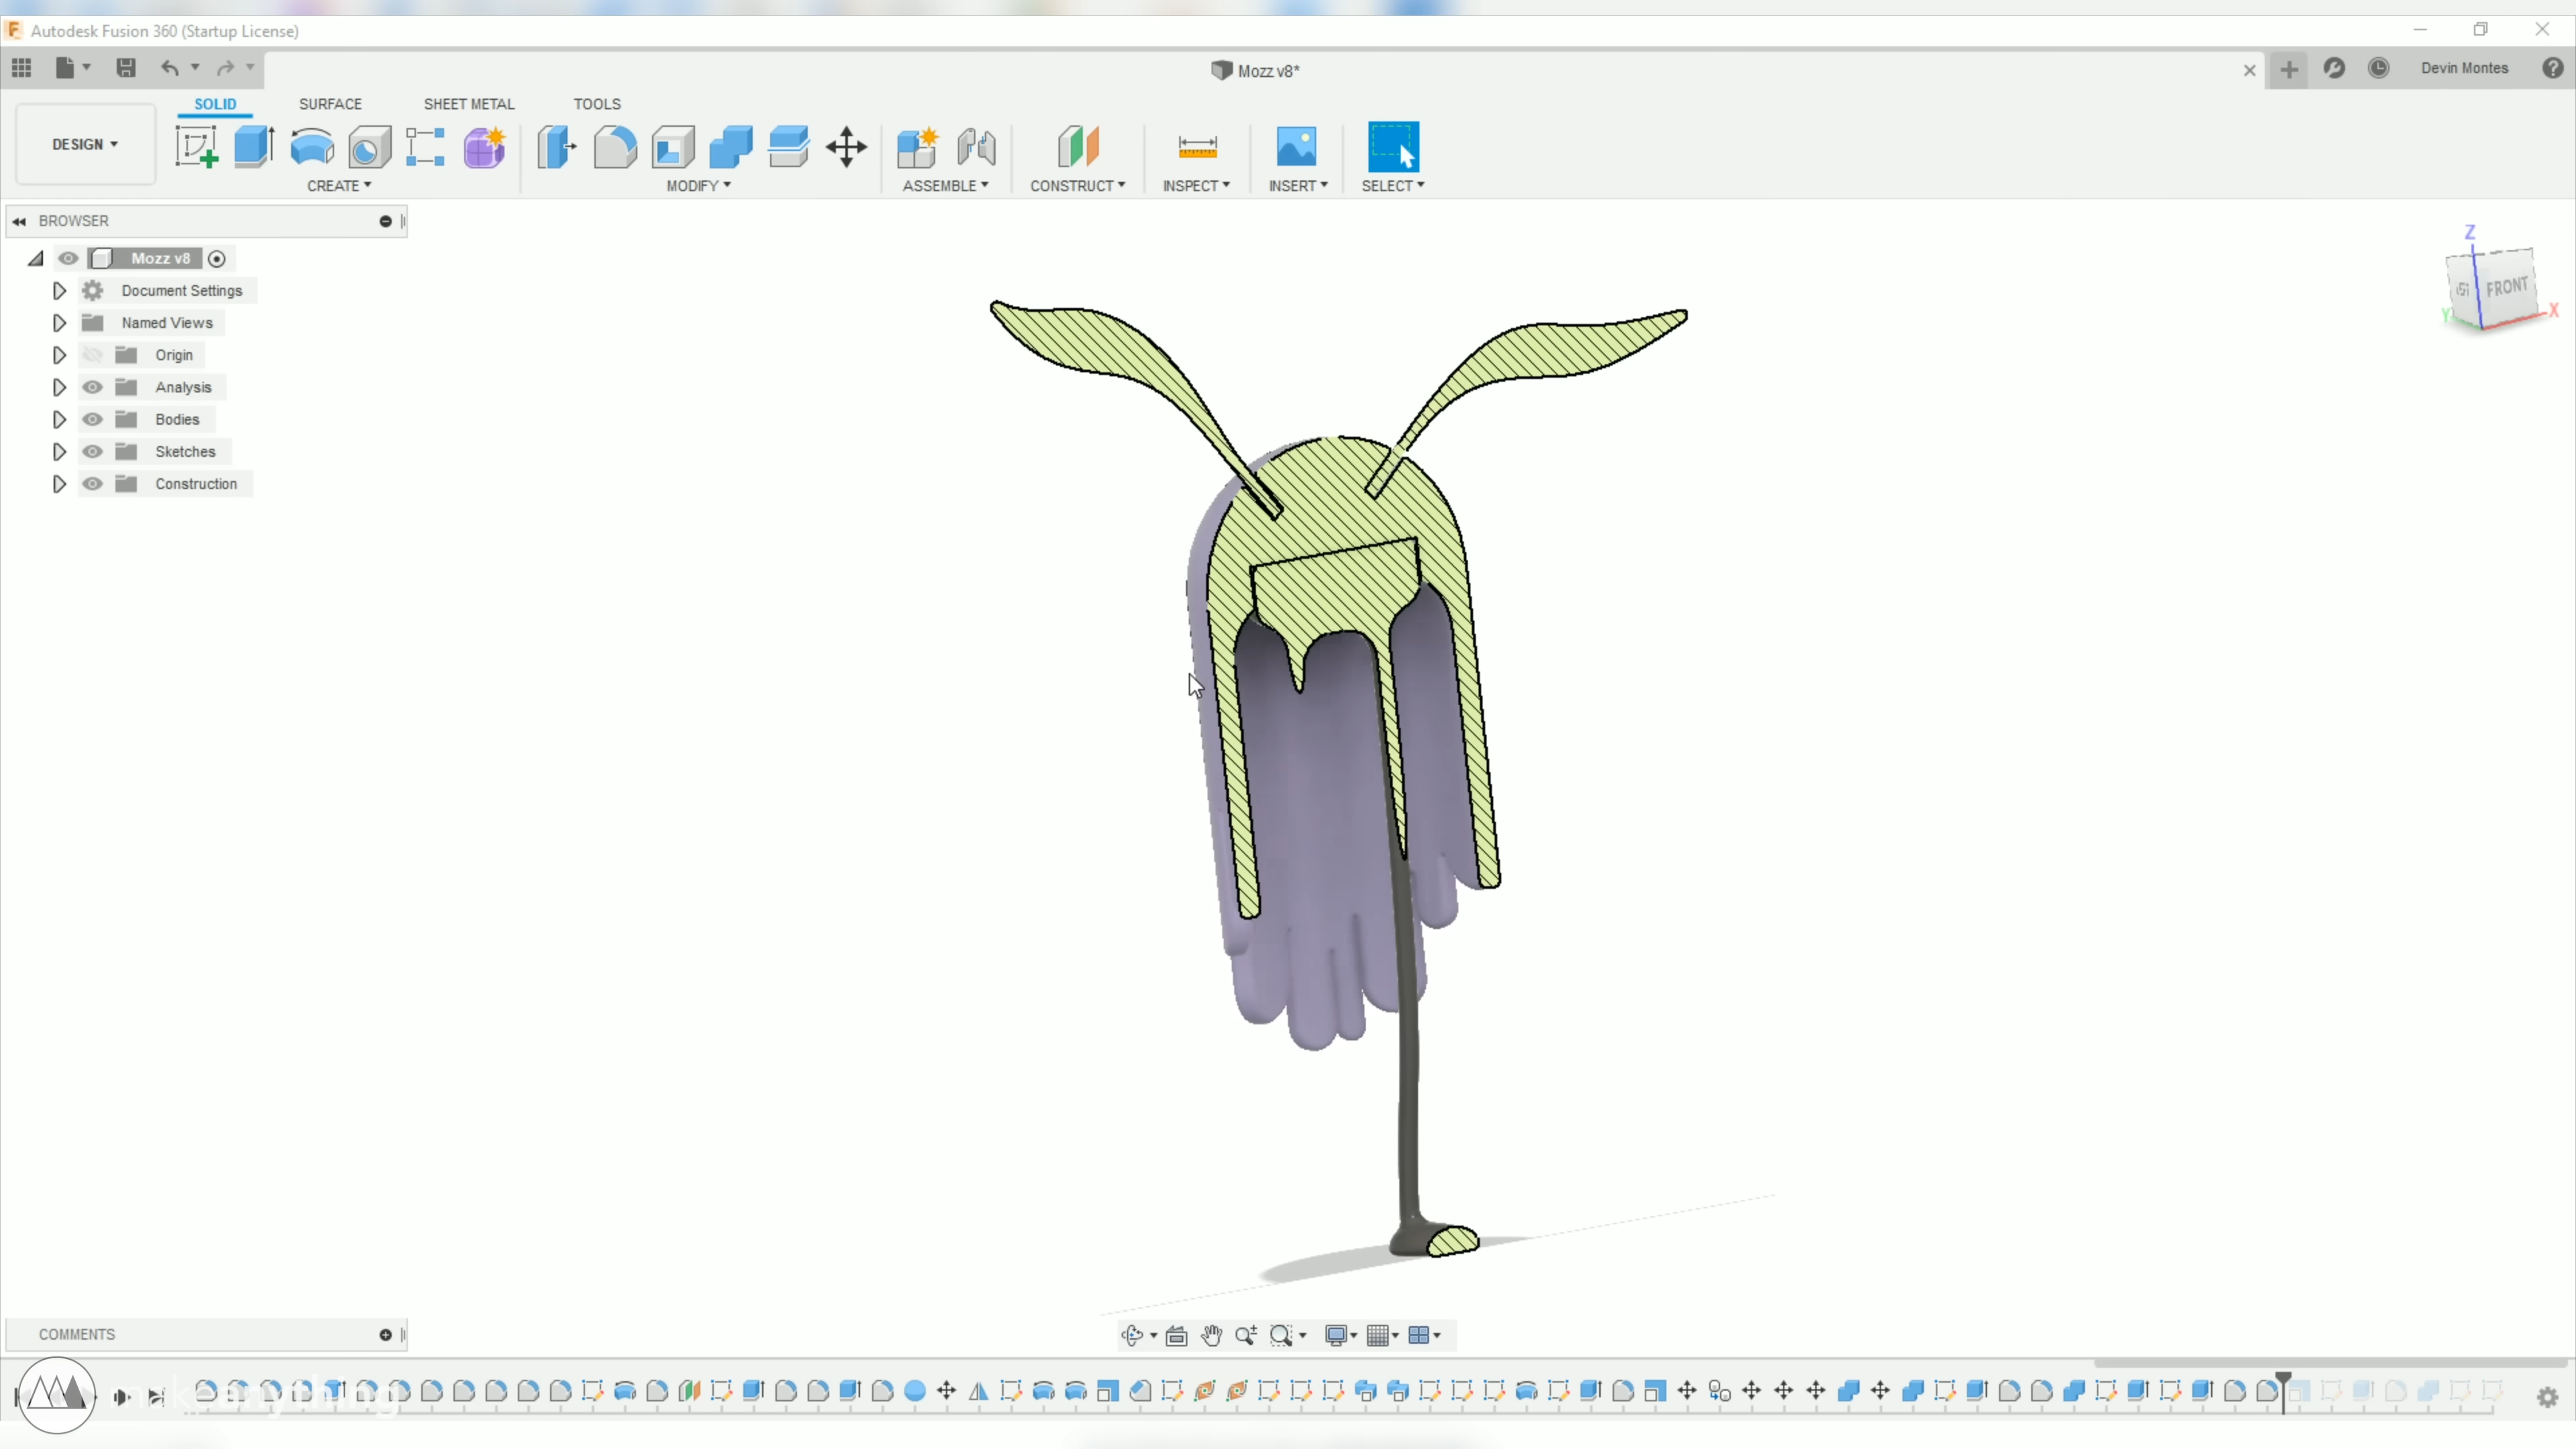 Autodesk Fusion 360 (Startup License)
Mozz v8*
Devin Montes
SOLID SURFACE SHEET METAL TOOLS
DESIGN
CREATE MODIFY ASSEMBLE CONSTRUCT INSPECT INSERT SELECT
BROWSER
Mozz v8
Document Settings
Named Views
Origin
Analysis
Bodies
Sketches
Construction
Z
FRONT
X
Y
COMMENTS
makeanything